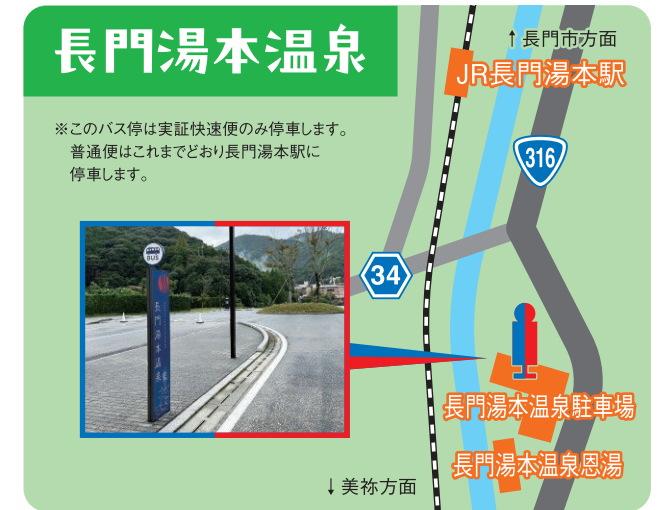 長門湯本温泉
※このバス停は実証快速便のみ停車します。
普通便はこれまでどおり長門湯本駅に
停車します。
↑長門市方面
JR長門湯本駅
316
34
BUS
長門湯本温泉
長門湯本温泉駐車場
長門湯本温泉恩湯
↓美祢方面